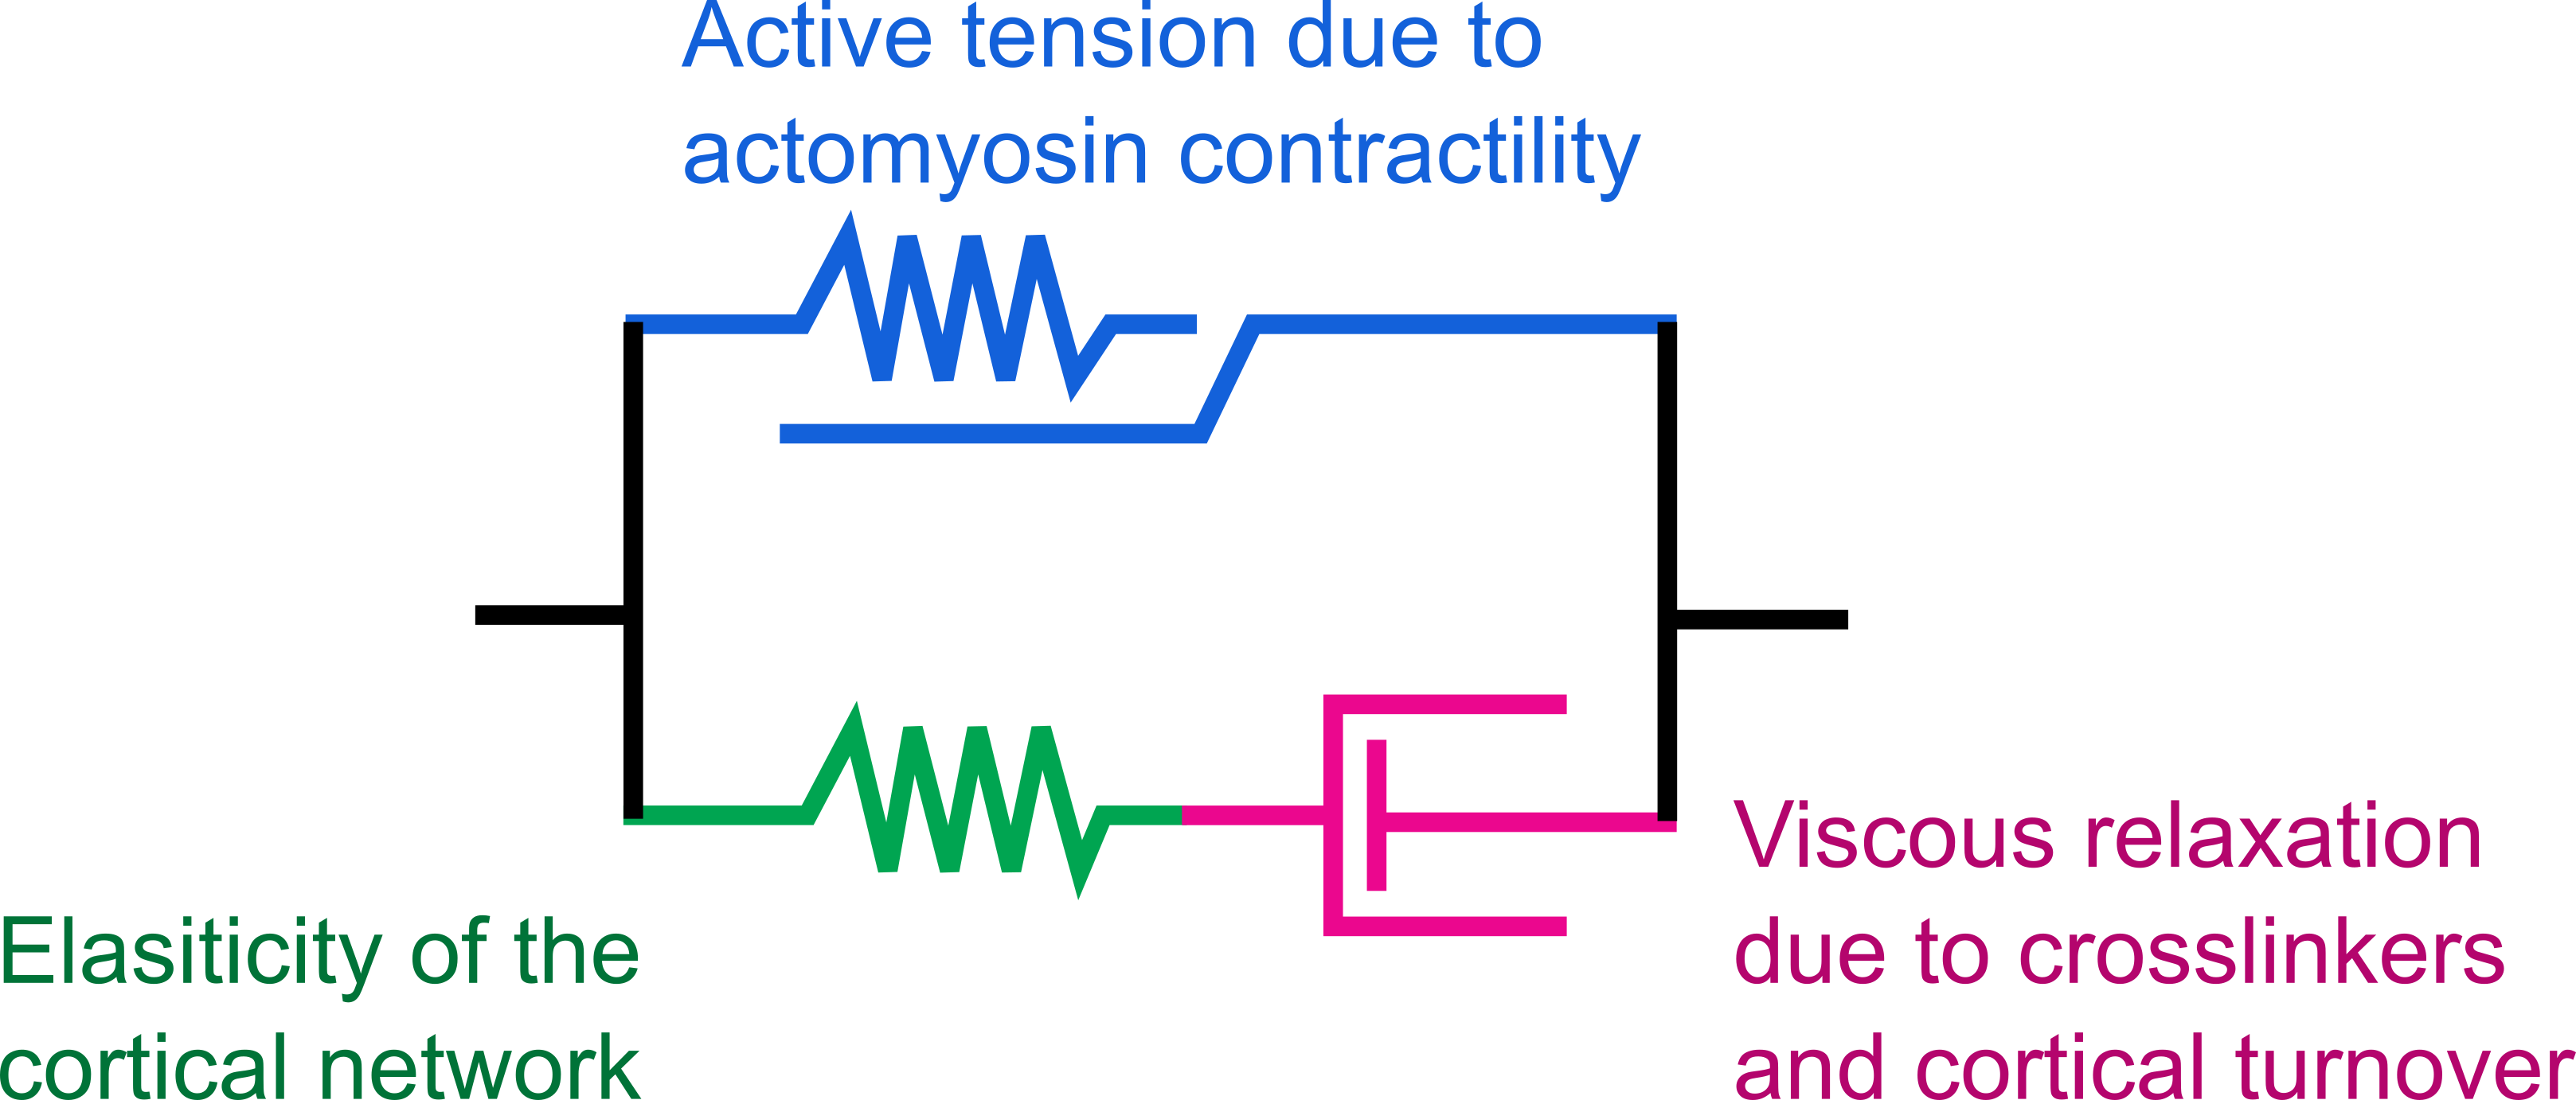 Active tension due to
actomyosin contractility
Elasiticity of the
cortical network
Viscous relaxation
due to crosslinkers
and cortical turnover